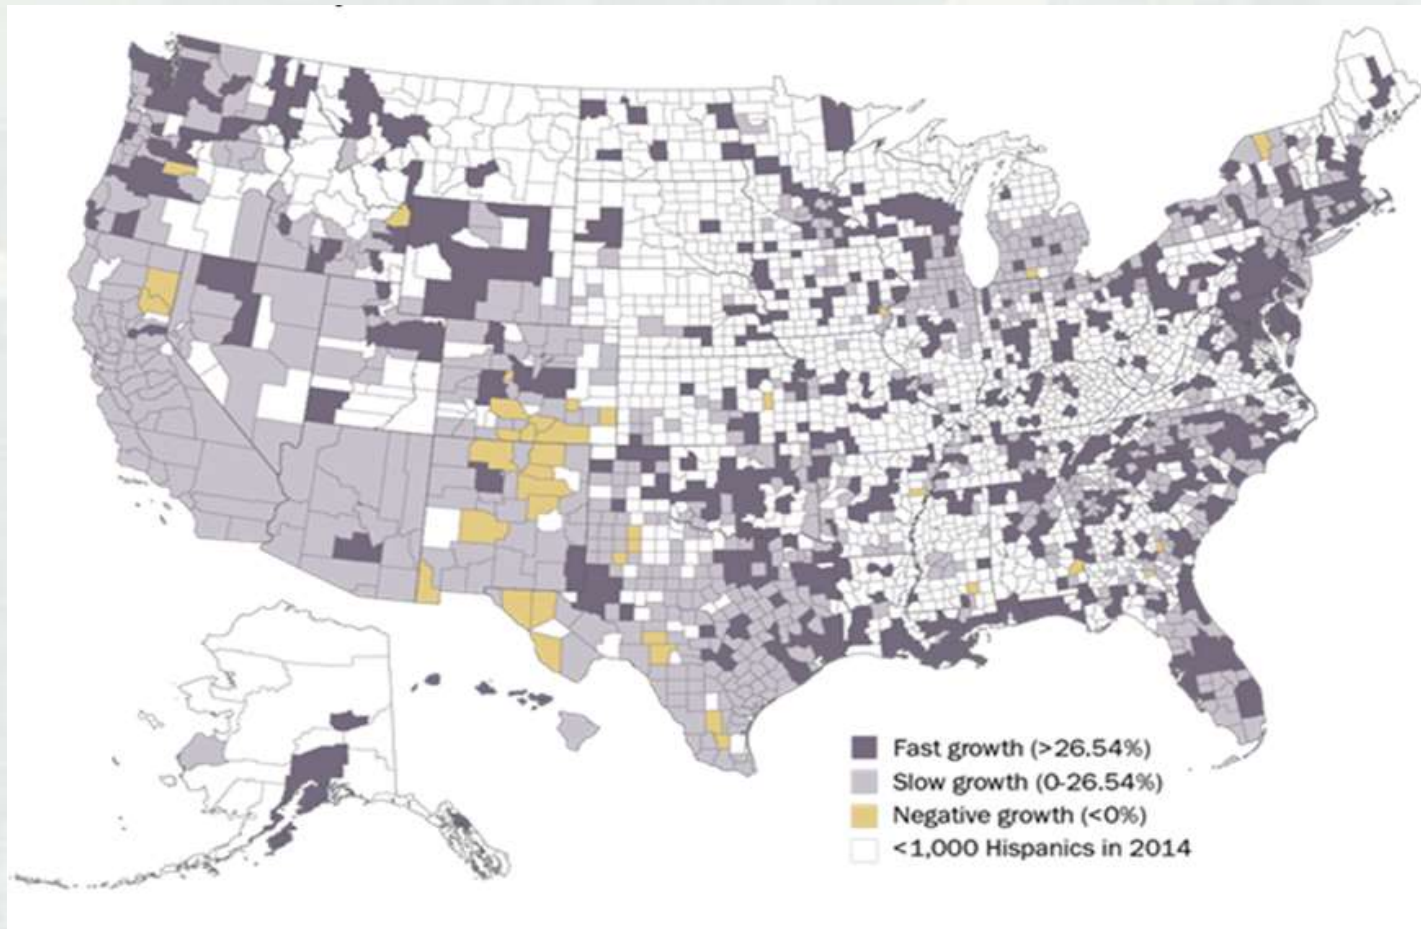 Fast growth (>26.54%)
Slow growth (0-26.54%)
Negative growth (<0%)
<1,000 Hispanics in 2014